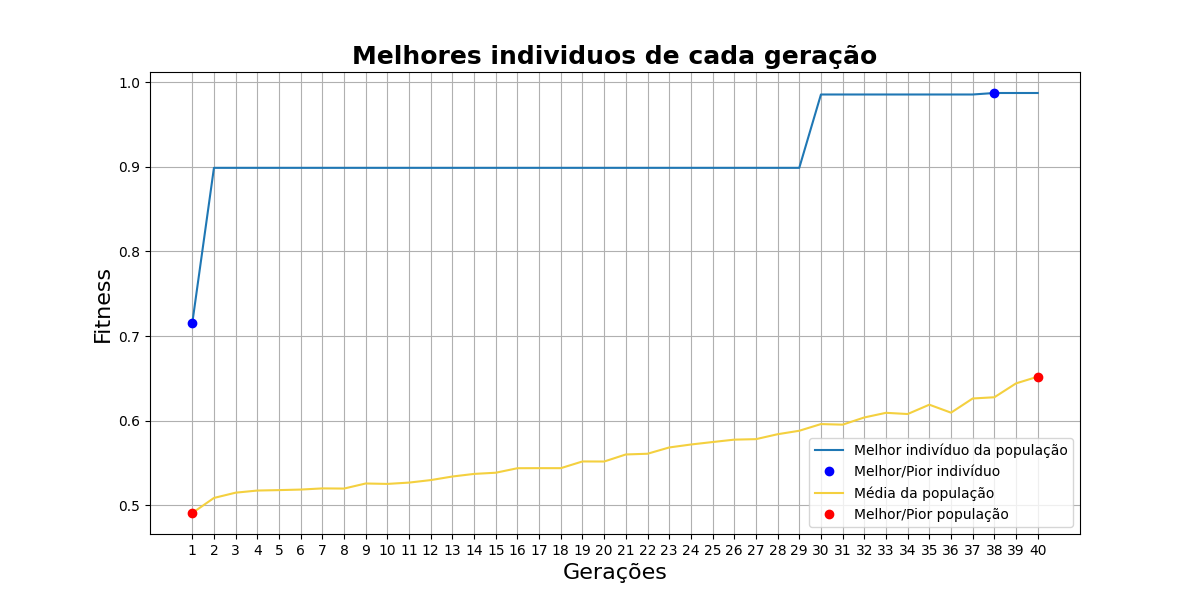 Melhores individuos de cada geração
Fitness
1.0
0.9
0.8
0.7
0.6
0.5
Melhor indivíduo da população
Melhor/Pior indivíduo
Média da população
Melhor/Pior população
1 2 3 4 5 6 7 8 9 10 11 12 13 14 15 16 17 18 19 20 21 22 23 24 25 26 27 28 29 30 31 32 33 34 35 36 37 38 39 40
Gerações